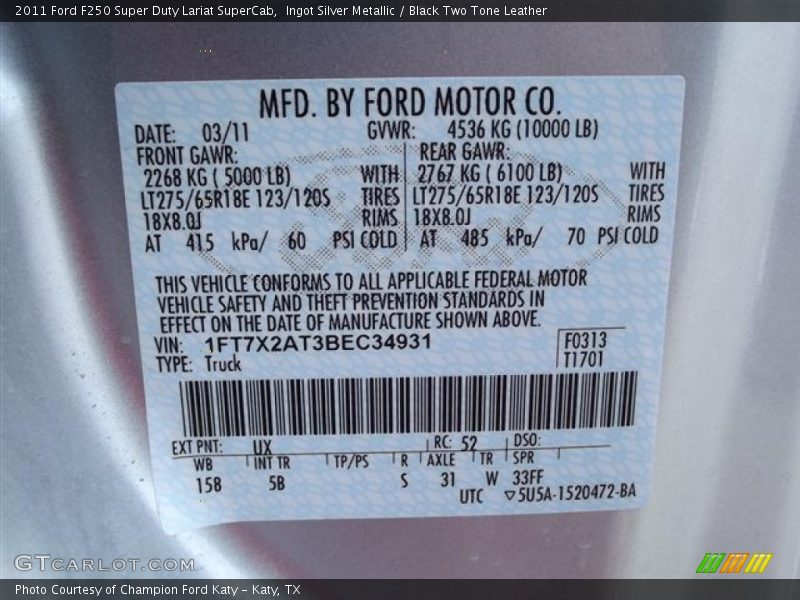 2011 Ford F250 Super Duty Lariat SuperCab,  Ingot Silver Metallic / Black Two Tone Leather
MFD. BY FORD MOTOR CO.
DATE: 03/11 GVWR: 4536 KG (10000 LB)
FRONT GAWR: REAR GAWR:
2268 KG ( 5000 LB) WITH 2767 KG ( 6100 LB) WITH
LT275/65R18E 123/120S TIRES LT275/65R18E 123/120S TIRES
18X8.0J RIMS 18X8.0J RIMS
AT 415 kPa/ 60 PSI COLD AT 485 kPa/ 70 PSI COLD
THIS VEHICLE CONFORMS TO ALL APPLICABLE FEDERAL MOTOR
VEHICLE SAFETY AND THEFT PREVENTION STANDARDS IN
EFFECT ON THE DATE OF MANUFACTURE SHOWN ABOVE.
VIN: 1FT7X2AT3BEC34931 F0313
TYPE: Truck T1701
EXT PNT: UX RC: 52 DSO:
WB INT TR TP/PS R AXLE TR SPR
158 5B S 31 W 33FF
UTC ▽5U5A-1520472-BA
GTCARLOT.COM
Photo Courtesy of Champion Ford Katy – Katy, TX